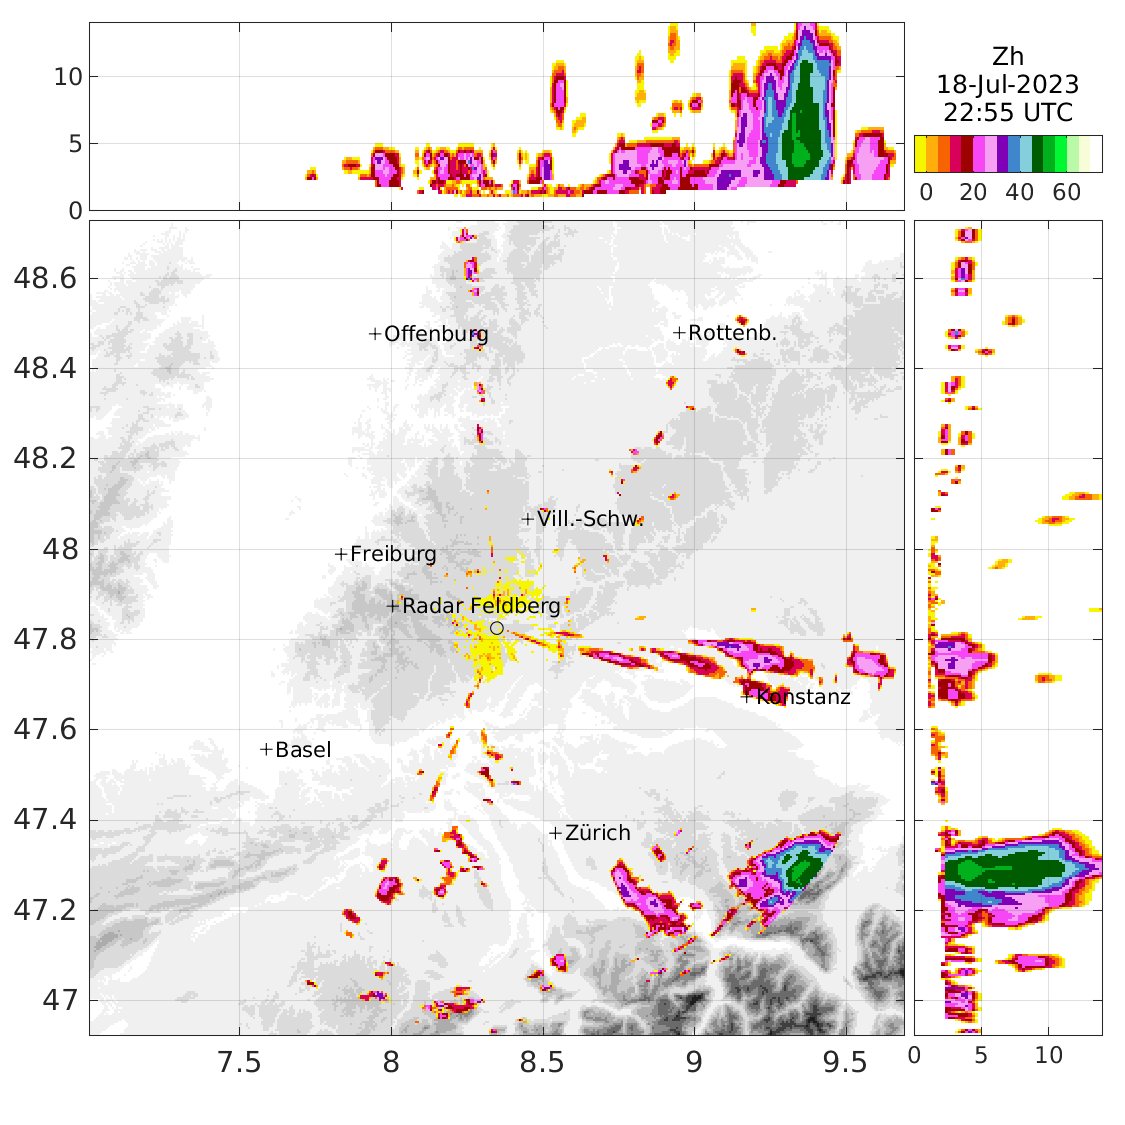 10
5
0
Zh
18-Jul-2023
22:55 UTC
0 20 40 60
48.6
48.4
48.2
48
47.8
47.6
47.4
47.2
47
+Offenburg
+Rottenb.
+Vill.-Schw.
+Freiburg
+Radar Feldberg
+Konstanz
+Basel
+Zürich
7.5 8 8.5 9 9.5
0 5 10